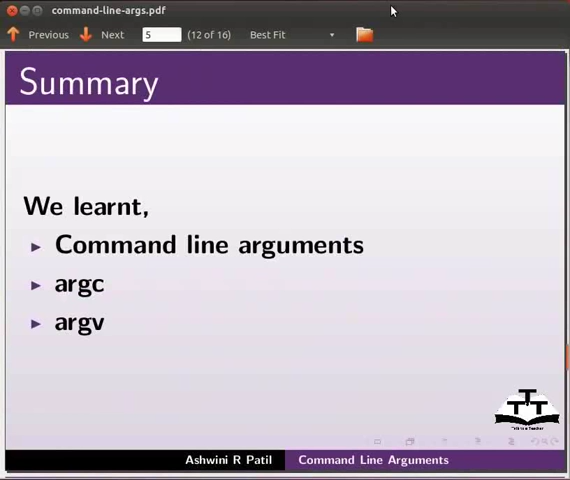 command-line-args.pdf
Previous Next 5 (12 of 16) Best Fit
Summary
We learnt,
Command line arguments
argc
argv
TTT
Ashwini R Patil Command Line Arguments